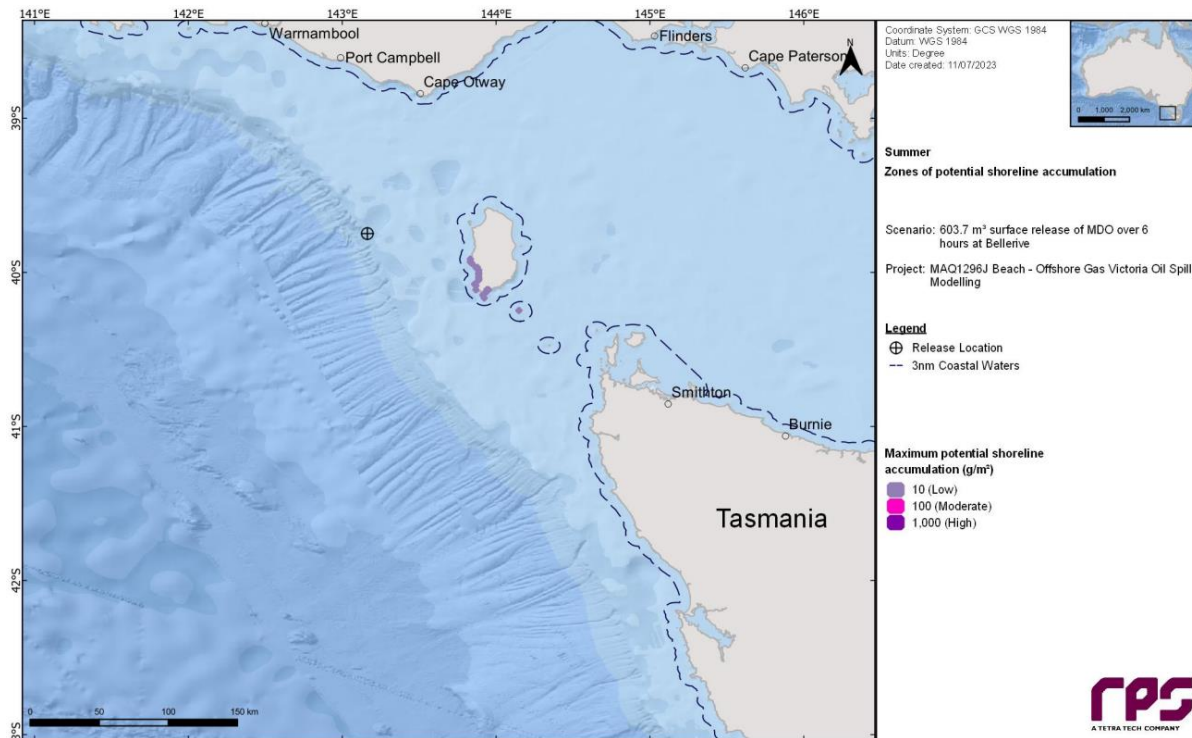 141°E
142°E
143°E
144°E
145°E
146°E
Warrnambool
Port Campbell
Cape Otway
Flinders
Cape Paterson
N
39°S
40°S
41°S
42°S
43°S
Smithton
Burnie
Tasmania
0 50 100 150 km
Coordinate System: GCS WGS 1984
Datum: WGS 1984
Units: Degree
Date created: 11/07/2023
0 1,000 2,000 km
Summer
Zones of potential shoreline accumulation
Scenario: 603.7 m³ surface release of MDO over 6
hours at Bellerive
Project: MAQ1296J Beach - Offshore Gas Victoria Oil Spill
Modelling
Legend
Release Location
3nm Coastal Waters
Maximum potential shoreline
accumulation (g/m²)
10 (Low)
100 (Moderate)
1,000 (High)
rps
A TETRA TECH COMPANY